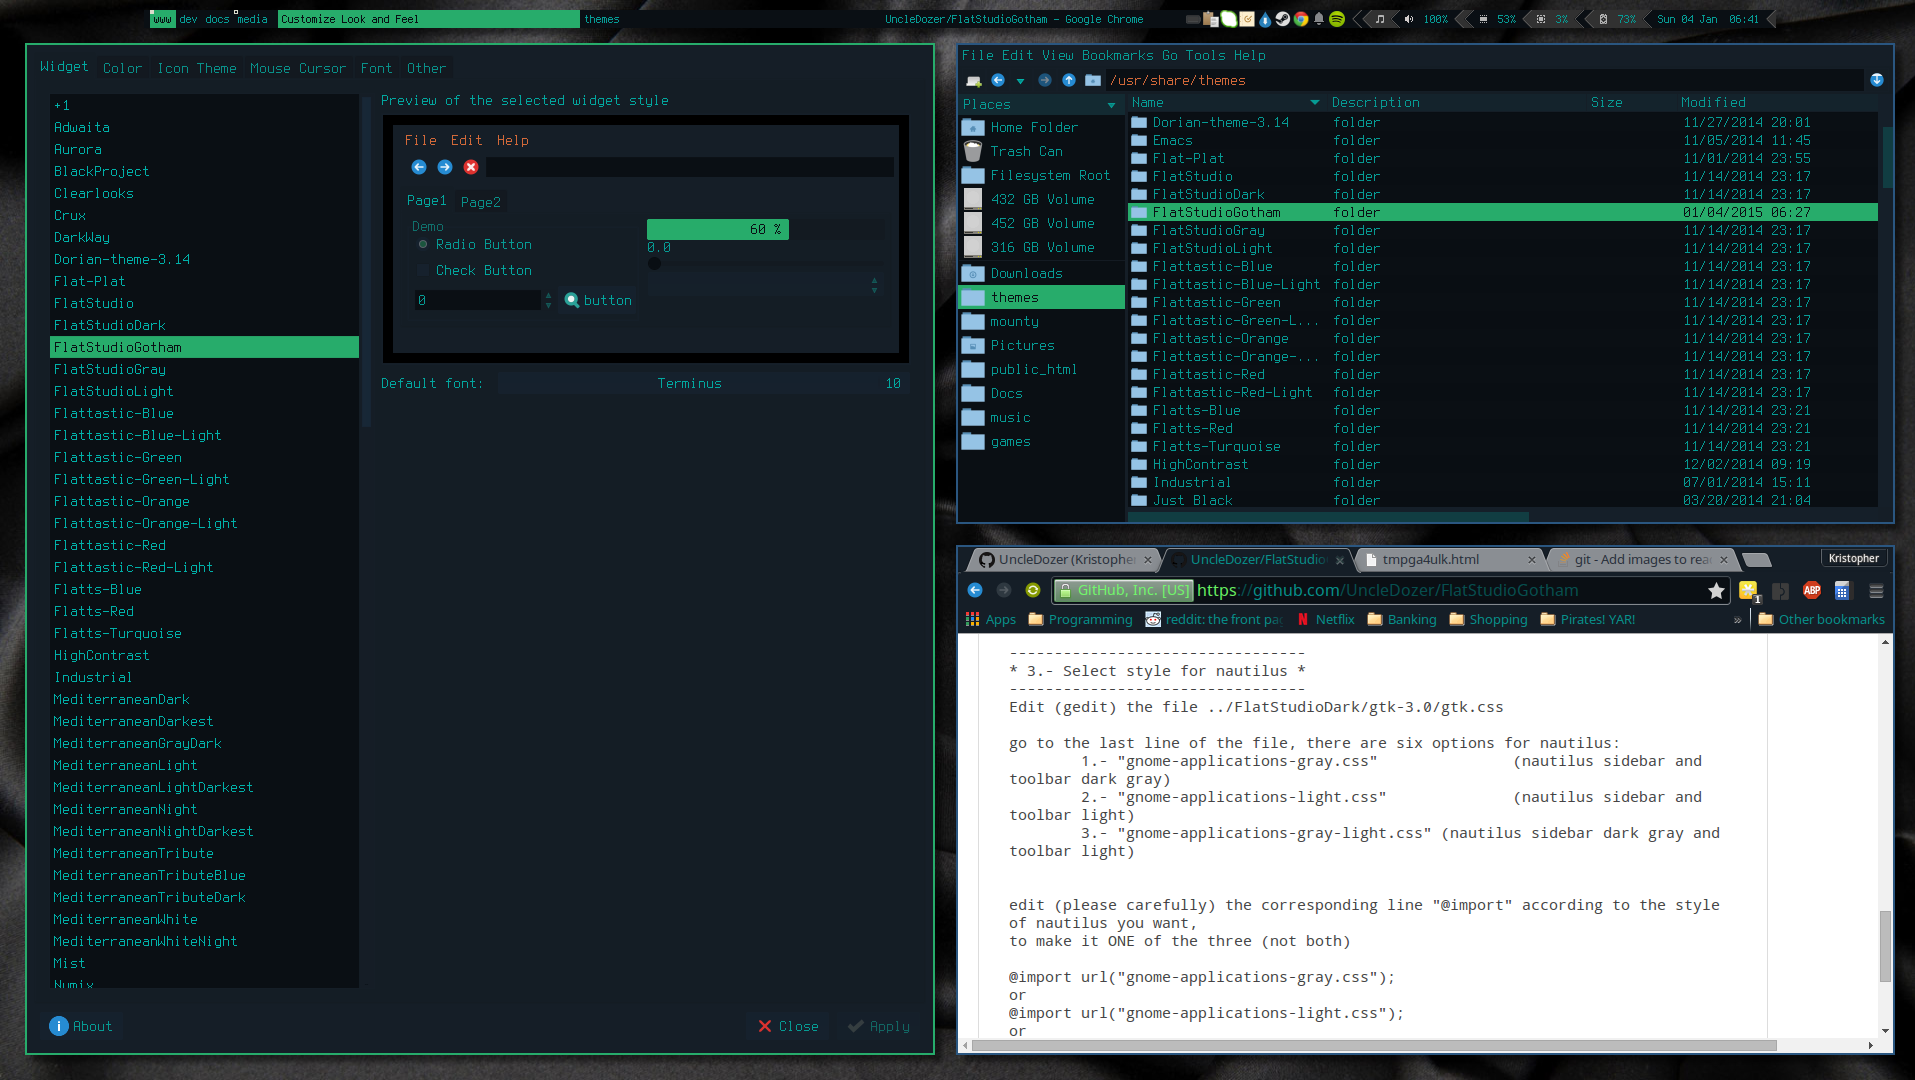 www dev docs media Customize Look and Feel themes UncleDozer/FlatStudioGotham - Google Chrome 100% 53% 3% 73% Sun 04 Jan 06:41
Widget Color Icon Theme Mouse Cursor Font Other
+1
Adwaita
Aurora
BlackProject
Clearlooks
Crux
DarkWay
Dorian-theme-3.14
Flat-Plat
FlatStudio
FlatStudioDark
FlatStudioGotham
FlatStudioGray
FlatStudioLight
Flattastic-Blue
Flattastic-Blue-Light
Flattastic-Green
Flattastic-Green-Light
Flattastic-Orange
Flattastic-Orange-Light
Flattastic-Red
Flattastic-Red-Light
Flatts-Blue
Flatts-Red
Flatts-Turquoise
HighContrast
Industrial
MediterraneanDark
MediterraneanDarkest
MediterraneanGrayDark
MediterraneanLight
MediterraneanLightDarkest
MediterraneanNight
MediterraneanNightDarkest
MediterraneanTribute
MediterraneanTributeBlue
MediterraneanTributeDark
MediterraneanWhite
MediterraneanWhiteNight
Mist
Numix
Preview of the selected widget style
File Edit Help
Page1 Page2
Demo
Radio Button
Check Button
0 button
60 %
0.0
Default font: Terminus 10
About Close Apply
File Edit View Bookmarks Go Tools Help
/usr/share/themes
Places
Home Folder
Trash Can
Filesystem Root
432 GB Volume
452 GB Volume
316 GB Volume
Downloads
themes
mounty
Pictures
public_html
Docs
music
games
Name Description Size Modified
Dorian-theme-3.14 folder 11/27/2014 20:01
Emacs folder 11/05/2014 11:45
Flat-Plat folder 11/01/2014 23:55
FlatStudio folder 11/14/2014 23:17
FlatStudioDark folder 11/14/2014 23:17
FlatStudioGotham folder 01/04/2015 06:27
FlatStudioGray folder 11/14/2014 23:17
FlatStudioLight folder 11/14/2014 23:17
Flattastic-Blue folder 11/14/2014 23:17
Flattastic-Blue-Light folder 11/14/2014 23:17
Flattastic-Green folder 11/14/2014 23:17
Flattastic-Green-L... folder 11/14/2014 23:17
Flattastic-Orange folder 11/14/2014 23:17
Flattastic-Orange-... folder 11/14/2014 23:17
Flattastic-Red folder 11/14/2014 23:17
Flattastic-Red-Light folder 11/14/2014 23:17
Flatts-Blue folder 11/14/2014 23:21
Flatts-Red folder 11/14/2014 23:21
Flatts-Turquoise folder 11/14/2014 23:21
HighContrast folder 12/02/2014 09:19
Industrial folder 07/01/2014 15:11
Just Black folder 03/20/2014 21:04
UncleDozer (Kristophe UncleDozer/FlatStudio tmpga4ulk.html git - Add images to rea Kristopher
GitHub, Inc. [US] https://github.com/UncleDozer/FlatStudioGotham 1 ABP
Apps Programming reddit: the front pag Netflix Banking Shopping Pirates! YAR! » Other bookmarks
---------------------------------
* 3.- Select style for nautilus *
---------------------------------
Edit (gedit) the file ../FlatStudioDark/gtk-3.0/gtk.css
go to the last line of the file, there are six options for nautilus:
1.- "gnome-applications-gray.css" (nautilus sidebar and
toolbar dark gray)
2.- "gnome-applications-light.css" (nautilus sidebar and
toolbar light)
3.- "gnome-applications-gray-light.css" (nautilus sidebar dark gray and
toolbar light)
edit (please carefully) the corresponding line "@import" according to the style
of nautilus you want,
to make it ONE of the three (not both)
@import url("gnome-applications-gray.css");
or
@import url("gnome-applications-light.css");
or